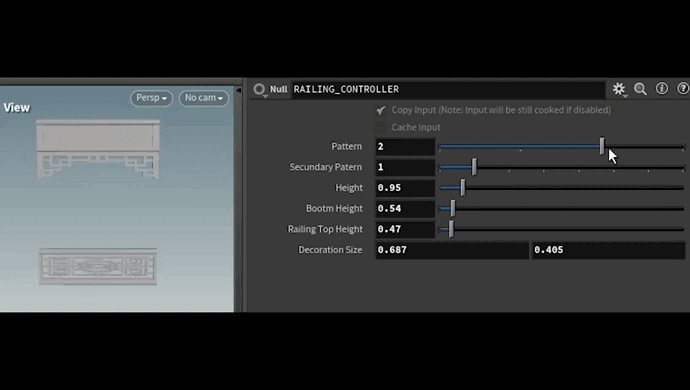 View
Persp
No cam
Null RAILING_CONTROLLER
Copy Input (Note: Input will be still cooked if disabled)
Cache Input
Pattern 2
Secundary Patern 1
Height 0.95
Bootm Height 0.54
Railing Top Height 0.47
Decoration Size 0.687 0.405